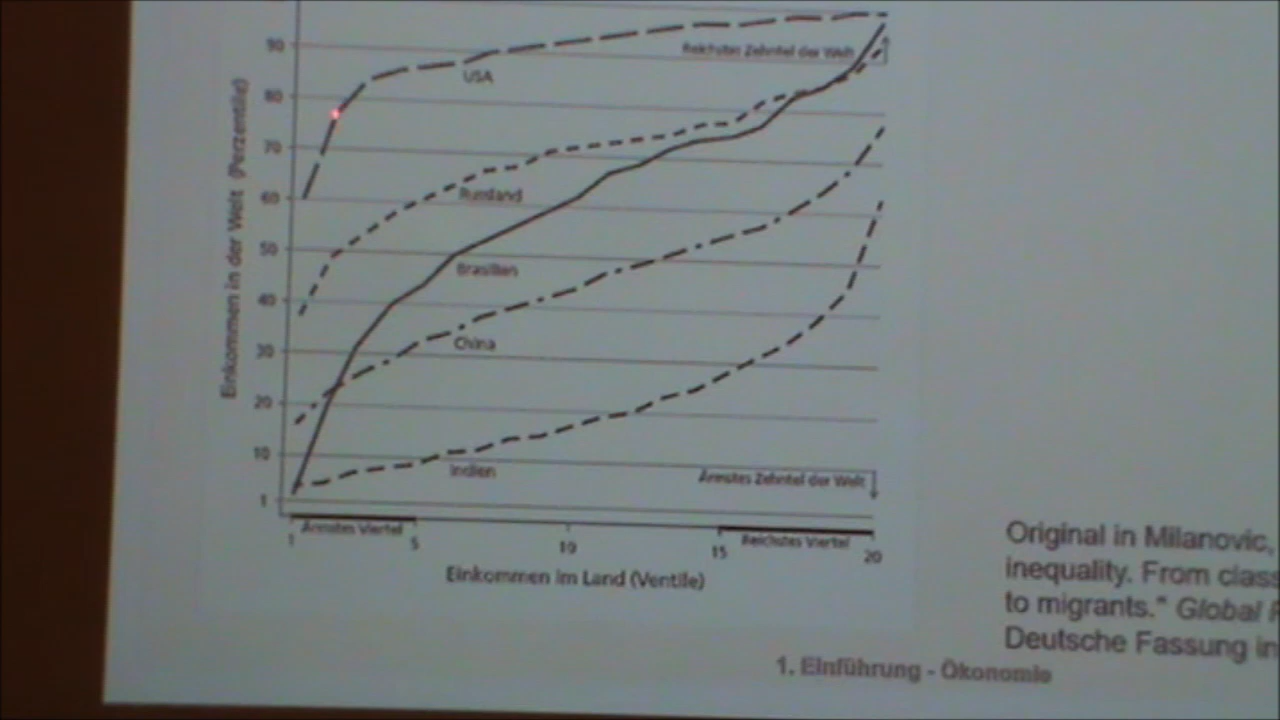 90
Reichstes Zehntel der Welt
USA
80
70
60
Russland
50
Brasilien
40
30
China
20
10
Indien
Ärmstes Zehntel der Welt
1
Einkommen in der Welt (Perzentile)
Ärmstes Viertel
Reichstes Viertel
1 5 10 15 20
Einkommen im Land (Ventile)
Original in Milanovic,
inequality. From class
to migrants." Global
Deutsche Fassung in
1. Einführung - Ökonomie